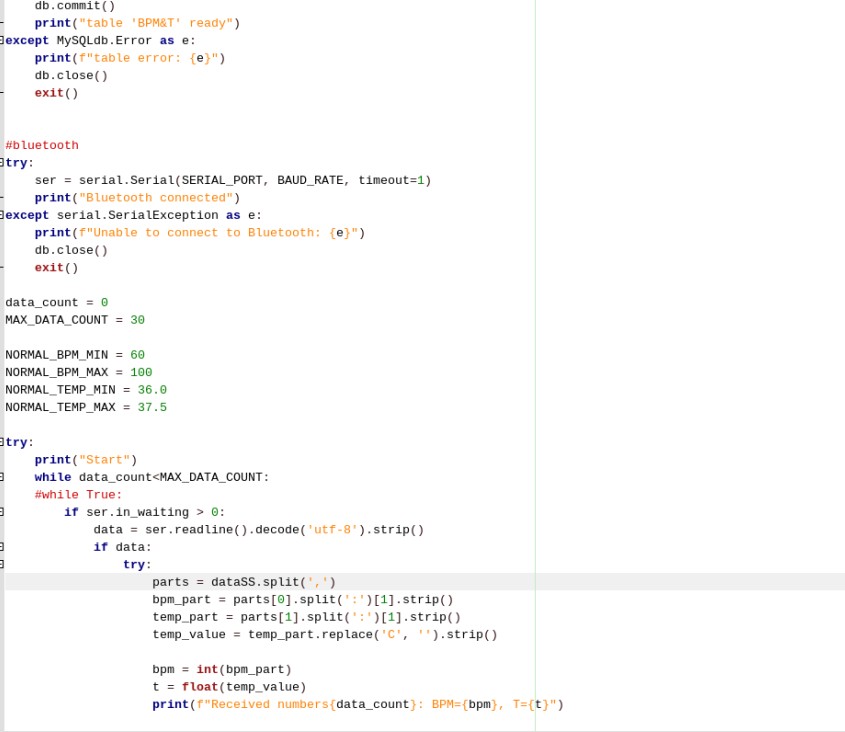 db.commit()
    print("table 'BPM&T' ready")
except MySQLdb.Error as e:
    print(f"table error: {e}")
    db.close()
    exit()
#bluetooth
try:
    ser = serial.Serial(SERIAL_PORT, BAUD_RATE, timeout=1)
    print("Bluetooth connected")
except serial.SerialException as e:
    print(f"Unable to connect to Bluetooth: {e}")
    db.close()
    exit()
data_count = 0
MAX_DATA_COUNT = 30
NORMAL_BPM_MIN = 60
NORMAL_BPM_MAX = 100
NORMAL_TEMP_MIN = 36.0
NORMAL_TEMP_MAX = 37.5
try:
    print("Start")
    while data_count<MAX_DATA_COUNT:
    #while True:
        if ser.in_waiting > 0:
            data = ser.readline().decode('utf-8').strip()
            if data:
                try:
                    parts = dataSS.split(',')
                    bpm_part = parts[0].split(':')[1].strip()
                    temp_part = parts[1].split(':')[1].strip()
                    temp_value = temp_part.replace('C', '').strip()
                    bpm = int(bpm_part)
                    t = float(temp_value)
                    print(f"Received numbers{data_count}: BPM={bpm}, T={t}")